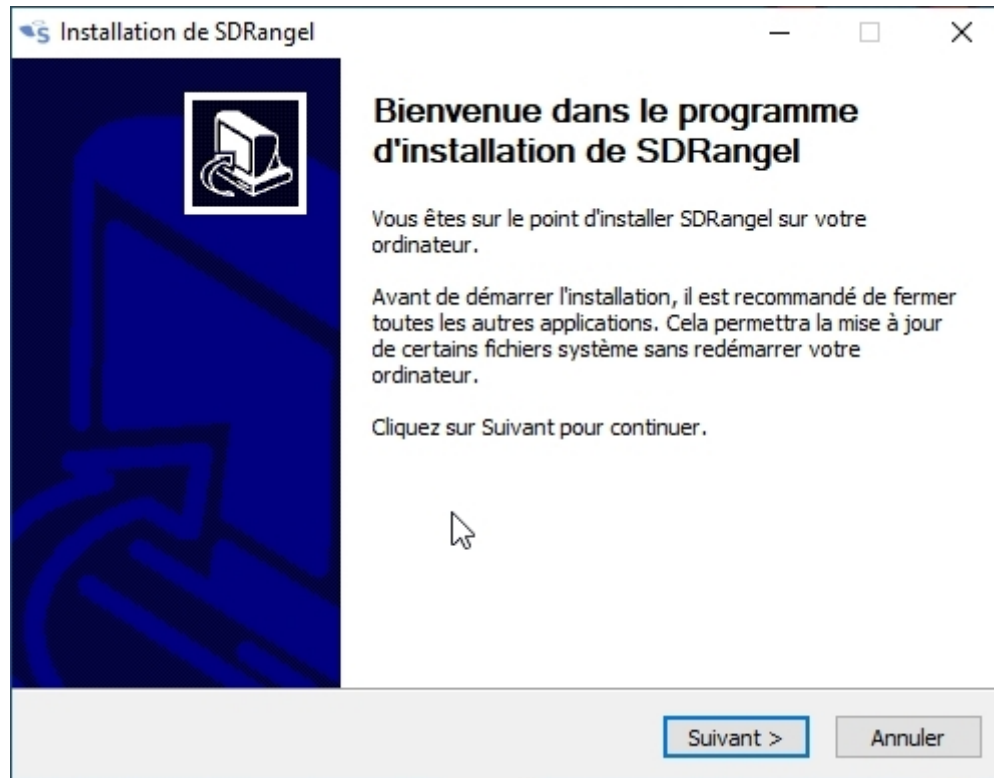 Installation de SDRangel
Bienvenue dans le programme
d'installation de SDRangel
Vous êtes sur le point d'installer SDRangel sur votre
ordinateur.
Avant de démarrer l'installation, il est recommandé de fermer
toutes les autres applications. Cela permettra la mise à jour
de certains fichiers système sans redémarrer votre
ordinateur.
Cliquez sur Suivant pour continuer.
Suivant >
Annuler